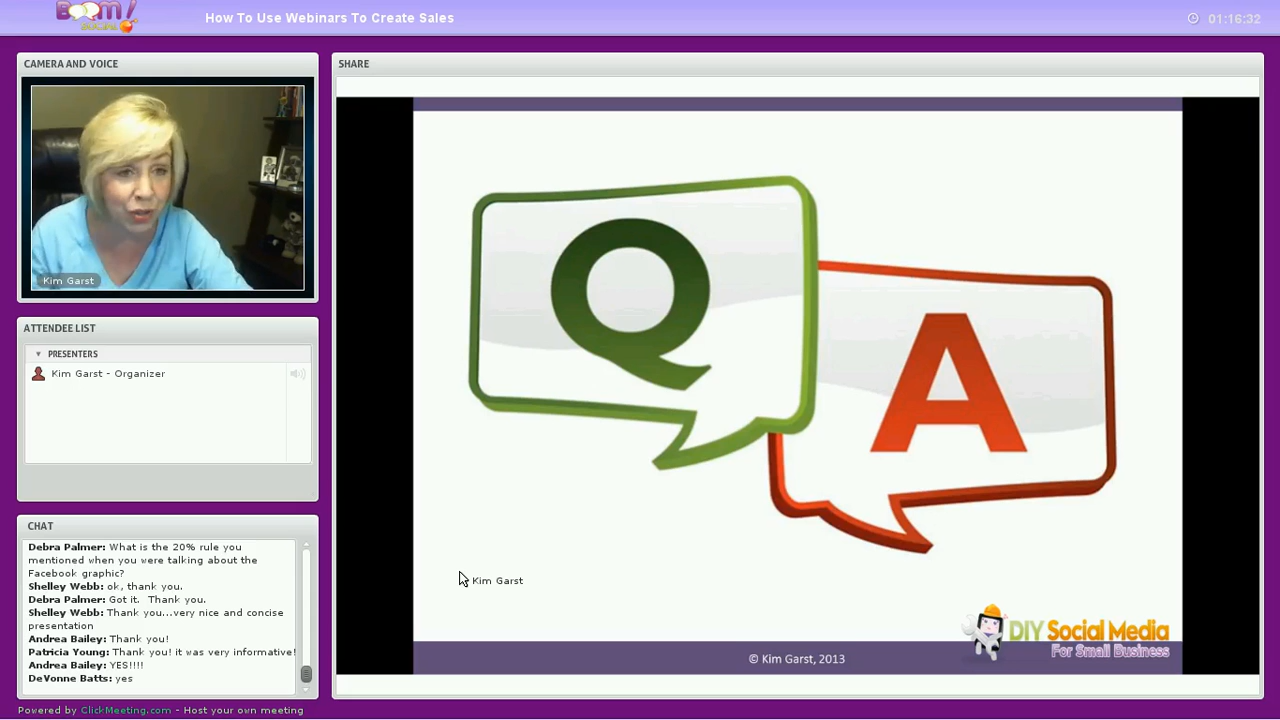 BOOM!
SOCIAL
How To Use Webinars To Create Sales
01:16:32
CAMERA AND VOICE
Kim Garst
ATTENDEE LIST
PRESENTERS
Kim Garst - Organizer
CHAT
Debra Palmer: What is the 20% rule you
mentioned when you were talking about the
Facebook graphic?
Shelley Webb: ok, thank you.
Debra Palmer: Got it. Thank you.
Shelley Webb: Thank you...very nice and concise
presentation
Andrea Bailey: Thank you!
Patricia Young: Thank you! it was very informative!
Andrea Bailey: YES!!!!
DeVonne Batts: yes
Powered by ClickMeeting.com - Host your own meeting
SHARE
Q
A
Kim Garst
DIY Social Media
For Small Business
© Kim Garst, 2013